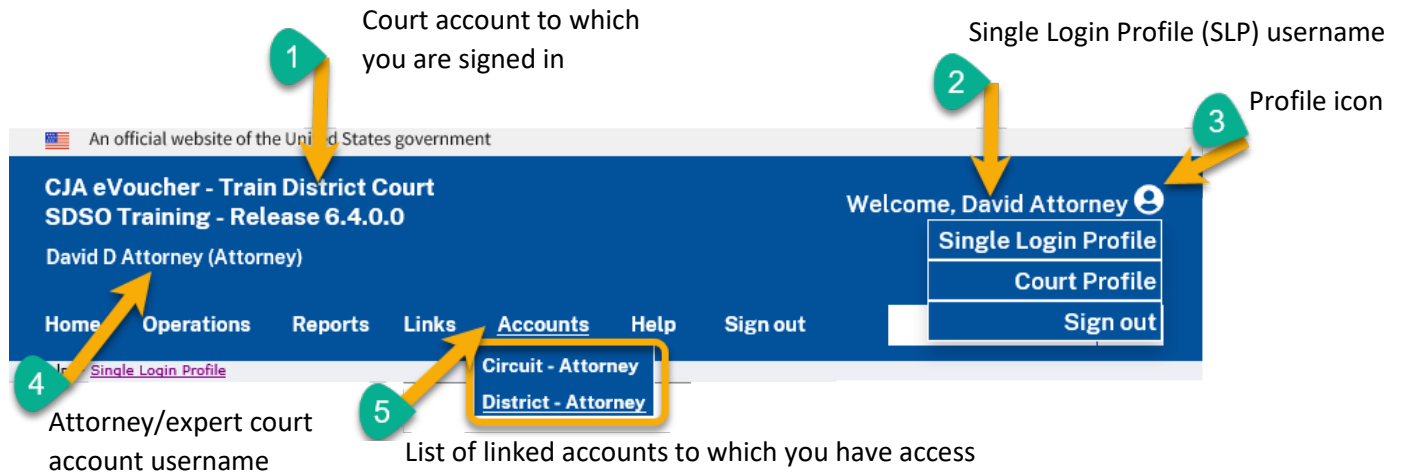 Court account to which
you are signed in
1
Single Login Profile (SLP) username
2
Profile icon
3
An official website of the United States government
CJA eVoucher - Train District Court
SDSO Training - Release 6.4.0.0
David D Attorney (Attorney)
Welcome, David Attorney
Single Login Profile
Court Profile
Sign out
Home Operations Reports Links Accounts Help Sign out
Single Login Profile
Circuit - Attorney
District - Attorney
4
Attorney/expert court
account username
5
List of linked accounts to which you have access